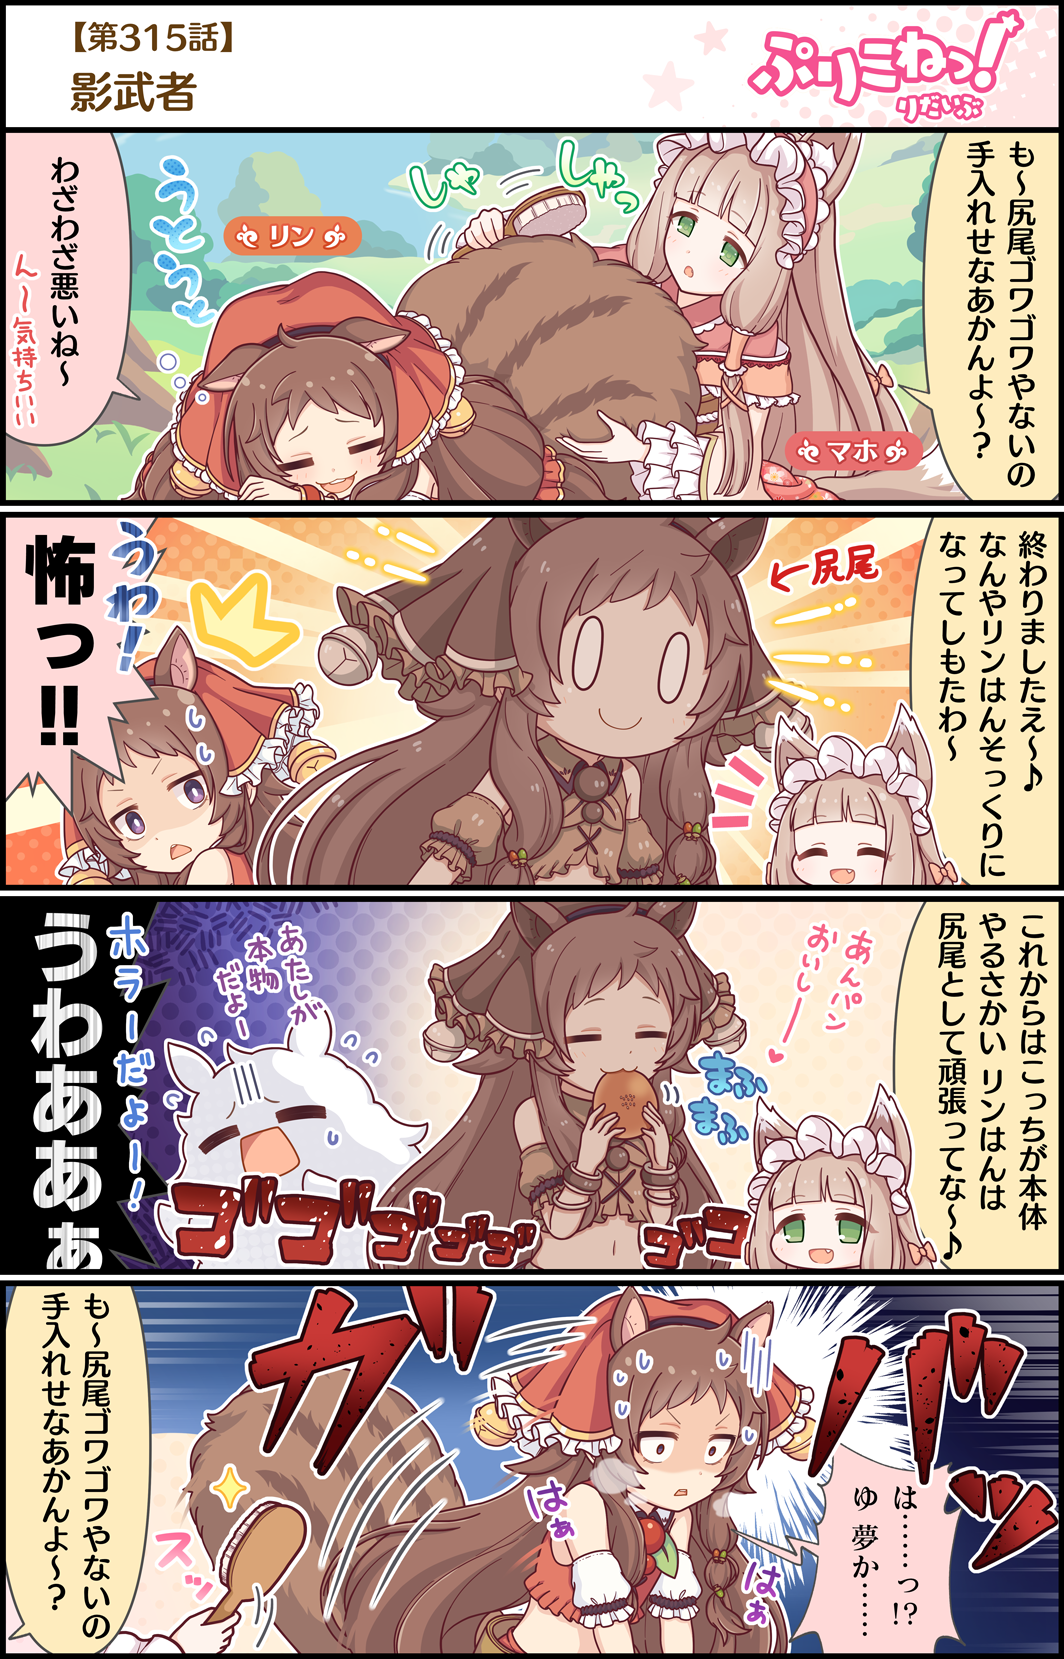 【第315話】
影武者
ぷりこねっ!
りだいぶ
も〜尻尾ゴワゴワやないの
手入れせなあかんよ〜?
しゃ
しゃっ
マホ
リン
うとうと
わざわざ悪いね〜
ん〜気持ちいい
終わりましたえ〜♪
なんやリンはんそっくりに
なってしもたわ〜
←尻尾
うわ!
怖っ!!
これからはこっちが本体
やるさかい リンはんは
尻尾として頑張ってな〜♪
あんパン
おいしー♥
まふ
まふ
あたしが
本物
だよー
ゴゴゴゴゴ
ゴゴ
ホラーだよー!
うわああぁ
ガバッ
は……っ!?
ゆ 夢か……
はぁ
はぁ
スッ
も〜尻尾ゴワゴワやないの
手入れせなあかんよ〜?